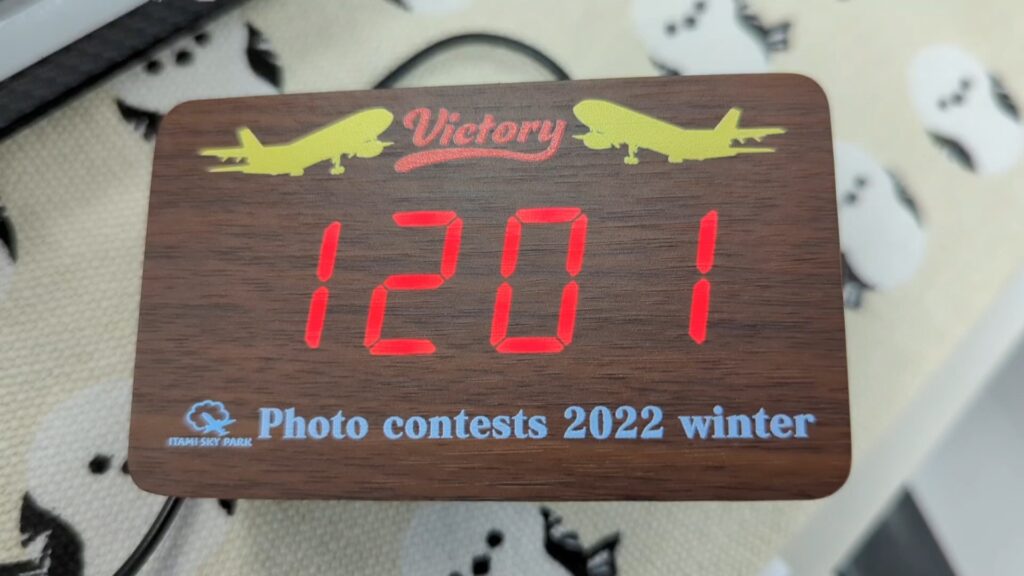 Victory
1201
ITAMI SKY PARK
Photo contests 2022 winter